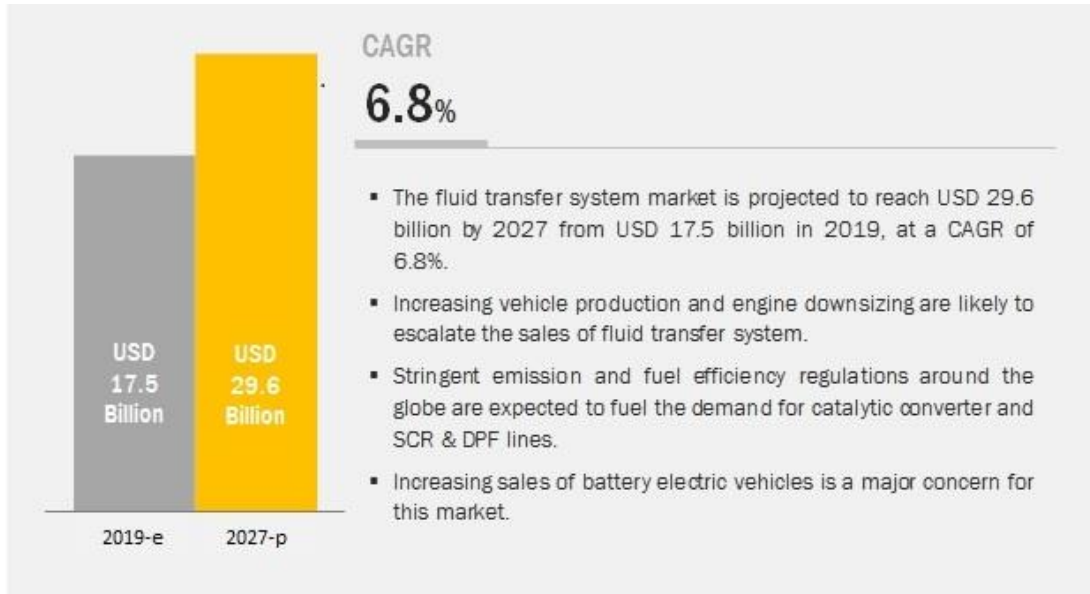 CAGR
6.8%
▪ The fluid transfer system market is projected to reach USD 29.6
billion by 2027 from USD 17.5 billion in 2019, at a CAGR of
6.8%.
▪ Increasing vehicle production and engine downsizing are likely to
escalate the sales of fluid transfer system.
▪ Stringent emission and fuel efficiency regulations around the
globe are expected to fuel the demand for catalytic converter and
SCR & DPF lines.
▪ Increasing sales of battery electric vehicles is a major concern for
this market.
USD
17.5
Billion
USD
29.6
Billion
2019-e
2027-p